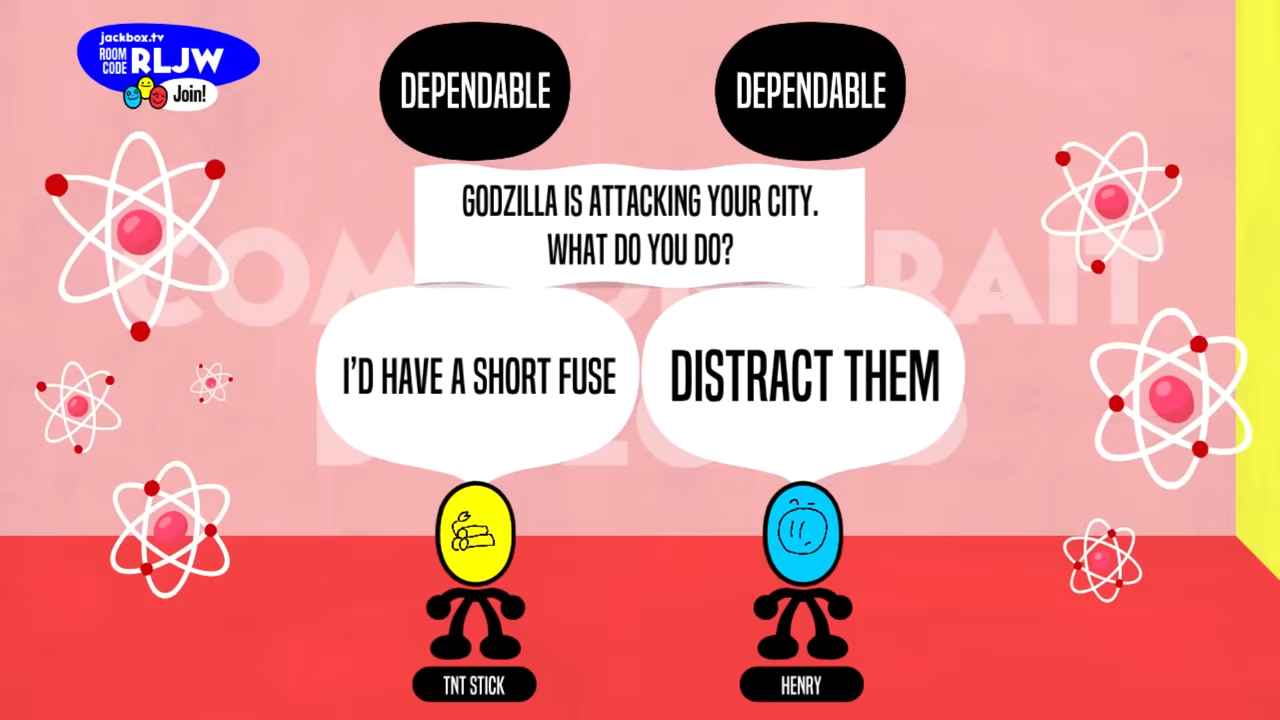 jackbox.tv
ROOM CODE RLJW
Join!
DEPENDABLE
DEPENDABLE
GODZILLA IS ATTACKING YOUR CITY.
WHAT DO YOU DO?
I'D HAVE A SHORT FUSE
DISTRACT THEM
TNT STICK
HENRY